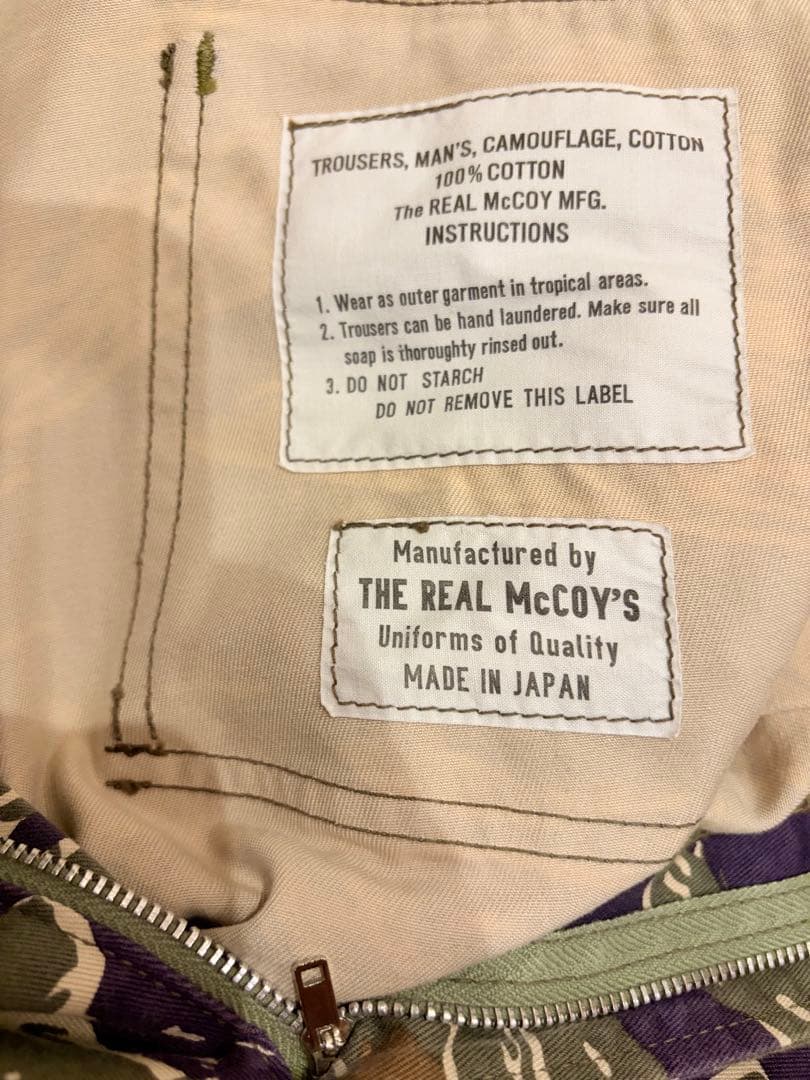 TROUSERS, MAN'S, CAMOUFLAGE, COTTON
100% COTTON
The REAL McCOY MFG.
INSTRUCTIONS
1. Wear as outer garment in tropical areas.
2. Trousers can be hand laundered. Make sure all
soap is thoroughty rinsed out.
3. DO NOT STARCH
DO NOT REMOVE THIS LABEL
Manufactured by
THE REAL McCOY'S
Uniforms of Quality
MADE IN JAPAN